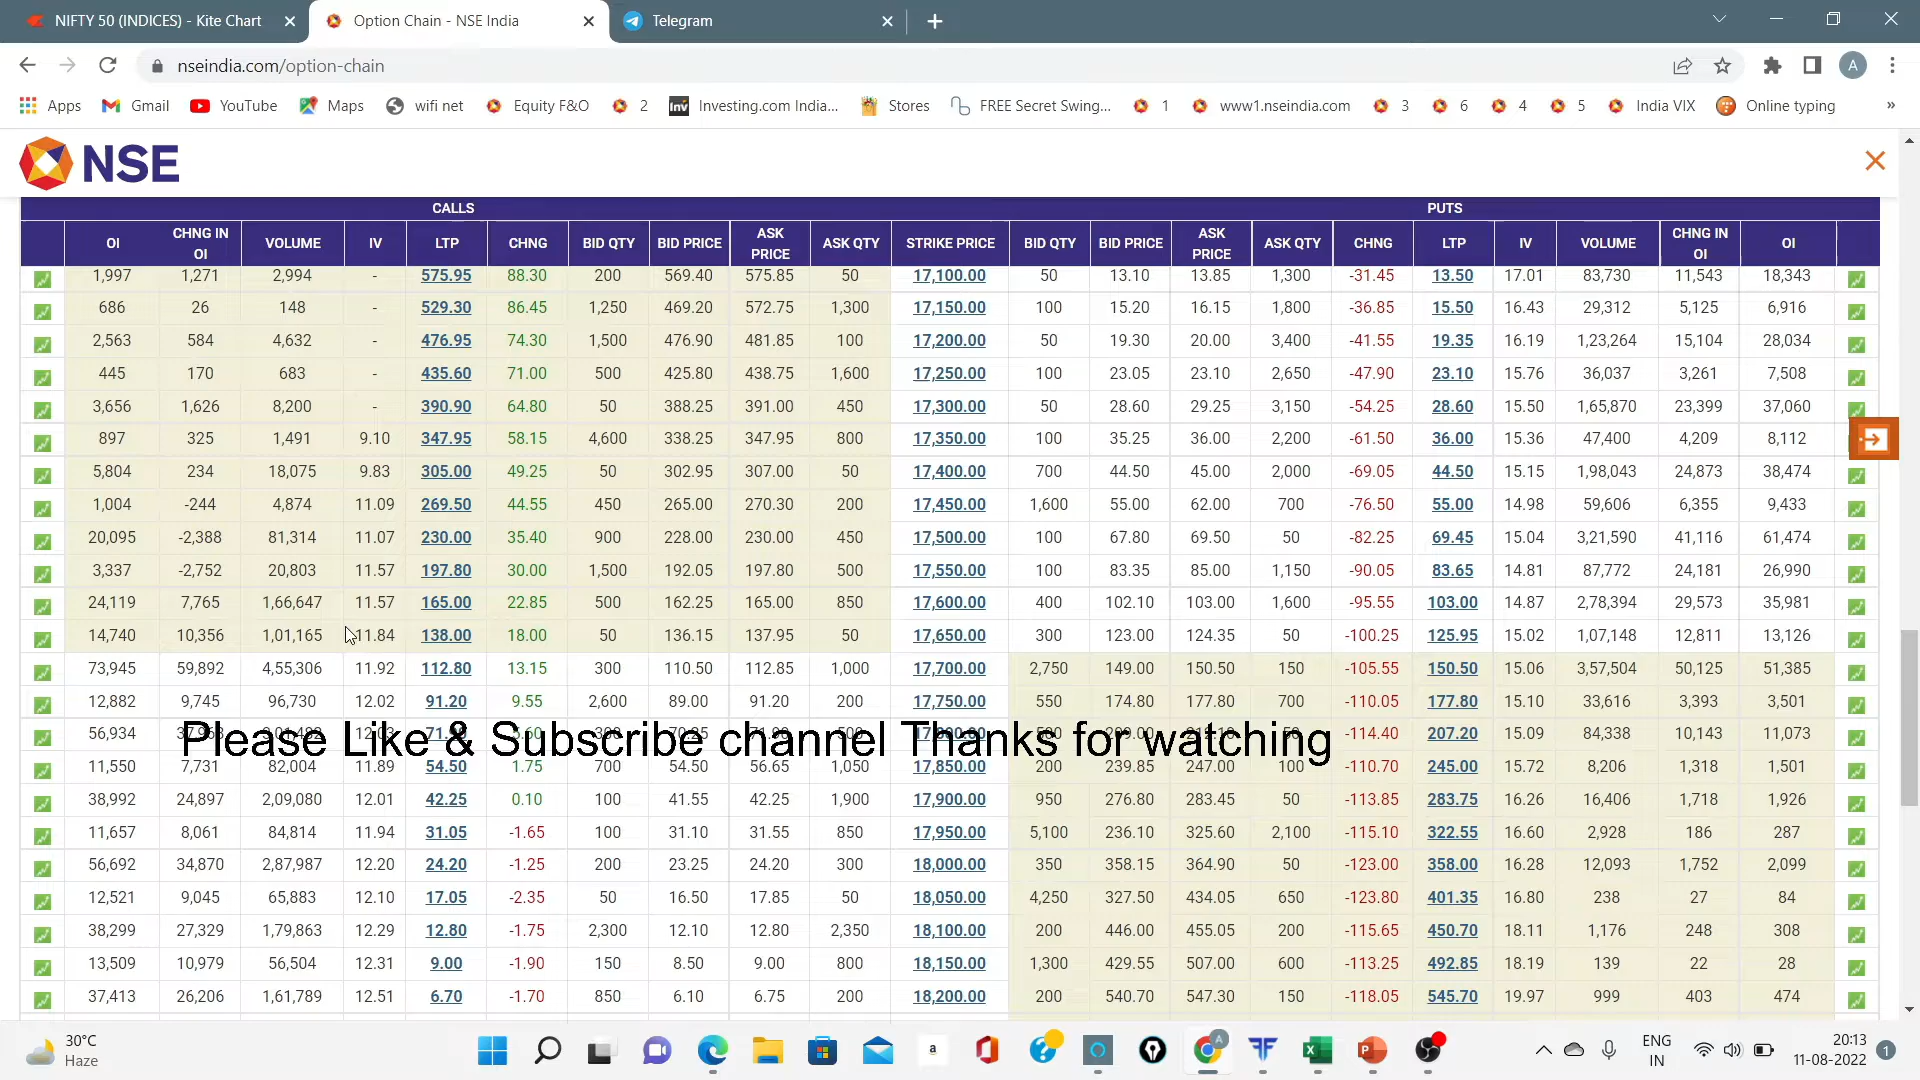 NIFTY 50 (INDICES) - Kite Chart Option Chain - NSE India Telegram
nseindia.com/option-chain A
Apps Gmail YouTube Maps wifi net Equity F&O 2 Investing.com India... Stores FREE Secret Swing... 1 www1.nseindia.com 3 6 4 5 India VIX Online typing »
NSE
CALLS PUTS
OI CHNG IN OI VOLUME IV LTP CHNG BID QTY BID PRICE ASK PRICE ASK QTY STRIKE PRICE BID QTY BID PRICE ASK PRICE ASK QTY CHNG LTP IV VOLUME CHNG IN OI OI
1,997 1,271 2,994 - 575.95 88.30 200 569.40 575.85 50 17,100.00 50 13.10 13.85 1,300 -31.45 13.50 17.01 83,730 11,543 18,343
686 26 148 - 529.30 86.45 1,250 469.20 572.75 1,300 17,150.00 100 15.20 16.15 1,800 -36.85 15.50 16.43 29,312 5,125 6,916
2,563 584 4,632 - 476.95 74.30 1,500 476.90 481.85 100 17,200.00 50 19.30 20.00 3,400 -41.55 19.35 16.19 1,23,264 15,104 28,034
445 170 683 - 435.60 71.00 500 425.80 438.75 1,600 17,250.00 100 23.05 23.10 2,650 -47.90 23.10 15.76 36,037 3,261 7,508
3,656 1,626 8,200 - 390.90 64.80 50 388.25 391.00 450 17,300.00 50 28.60 29.25 3,150 -54.25 28.60 15.50 1,65,870 23,399 37,060
897 325 1,491 9.10 347.95 58.15 4,600 338.25 347.95 800 17,350.00 100 35.25 36.00 2,200 -61.50 36.00 15.36 47,400 4,209 8,112
5,804 234 18,075 9.83 305.00 49.25 50 302.95 307.00 50 17,400.00 700 44.50 45.00 2,000 -69.05 44.50 15.15 1,98,043 24,873 38,474
1,004 -244 4,874 11.09 269.50 44.55 450 265.00 270.30 200 17,450.00 1,600 55.00 62.00 700 -76.50 55.00 14.98 59,606 6,355 9,433
20,095 -2,388 81,314 11.07 230.00 35.40 900 228.00 230.00 450 17,500.00 100 67.80 69.50 50 -82.25 69.45 15.04 3,21,590 41,116 61,474
3,337 -2,752 20,803 11.57 197.80 30.00 1,500 192.05 197.80 500 17,550.00 100 83.35 85.00 1,150 -90.05 83.65 14.81 87,772 24,181 26,990
24,119 7,765 1,66,647 11.57 165.00 22.85 500 162.25 165.00 850 17,600.00 400 102.10 103.00 1,600 -95.55 103.00 14.87 2,78,394 29,573 35,981
14,740 10,356 1,01,165 11.84 138.00 18.00 50 136.15 137.95 50 17,650.00 300 123.00 124.35 50 -100.25 125.95 15.02 1,07,148 12,811 13,126
73,945 59,892 4,55,306 11.92 112.80 13.15 300 110.50 112.85 1,000 17,700.00 2,750 149.00 150.50 150 -105.55 150.50 15.06 3,57,504 50,125 51,385
12,882 9,745 96,730 12.02 91.20 9.55 2,600 89.00 91.20 200 17,750.00 550 174.80 177.80 700 -110.05 177.80 15.10 33,616 3,393 3,501
56,934 -114.40 207.20 15.09 84,338 10,143 11,073
Please Like & Subscribe channel Thanks for watching
11,550 7,731 82,004 11.89 54.50 1.75 700 54.50 56.65 1,050 17,850.00 200 239.85 247.00 100 -110.70 245.00 15.72 8,206 1,318 1,501
38,992 24,897 2,09,080 12.01 42.25 0.10 100 41.55 42.25 1,900 17,900.00 950 276.80 283.45 50 -113.85 283.75 16.26 16,406 1,718 1,926
11,657 8,061 84,814 11.94 31.05 -1.65 100 31.10 31.55 850 17,950.00 5,100 236.10 325.60 2,100 -115.10 322.55 16.60 2,928 186 287
56,692 34,870 2,87,987 12.20 24.20 -1.25 200 23.25 24.20 300 18,000.00 350 358.15 364.90 50 -123.00 358.00 16.28 12,093 1,752 2,099
12,521 9,045 65,883 12.10 17.05 -2.35 50 16.50 17.85 50 18,050.00 4,250 327.50 434.05 650 -123.80 401.35 16.80 238 27 84
38,299 27,329 1,79,863 12.29 12.80 -1.75 2,300 12.10 12.80 2,350 18,100.00 200 446.00 455.05 200 -115.65 450.70 18.11 1,176 248 308
13,509 10,979 56,504 12.31 9.00 -1.90 150 8.50 9.00 800 18,150.00 1,300 429.55 507.00 600 -113.25 492.85 18.19 139 22 28
37,413 26,206 1,61,789 12.51 6.70 -1.70 850 6.10 6.75 200 18,200.00 200 540.70 547.30 150 -118.05 545.70 19.97 999 403 474
30°C ENG 20:13
Haze IN 11-08-2022 1